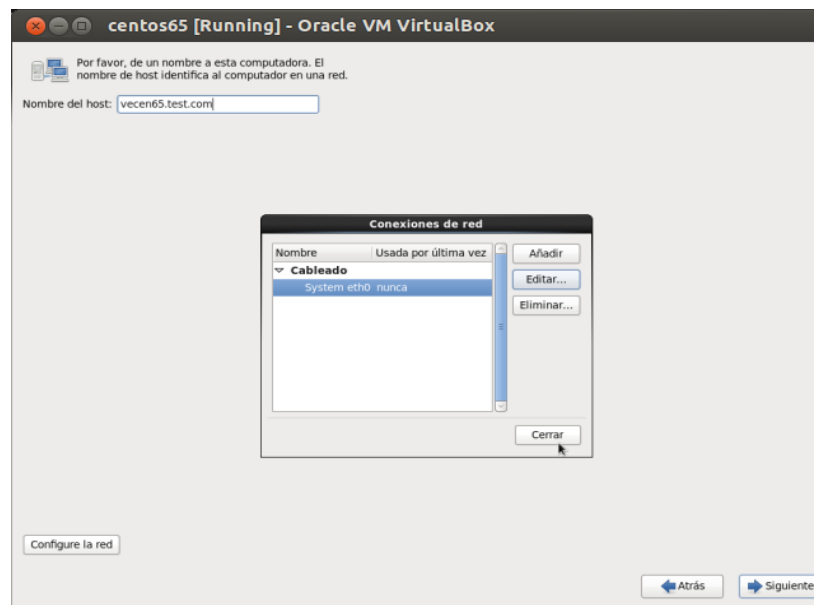 centos65 [Running] - Oracle VM VirtualBox
Por favor, de un nombre a esta computadora. El
nombre de host identifica al computador en una red.
Nombre del host: vecen65.test.com
Conexiones de red
Nombre Usada por última vez Añadir
Cableado Editar...
System eth0 nunca
Eliminar...
Cerrar
Configure la red
Atrás Siguiente